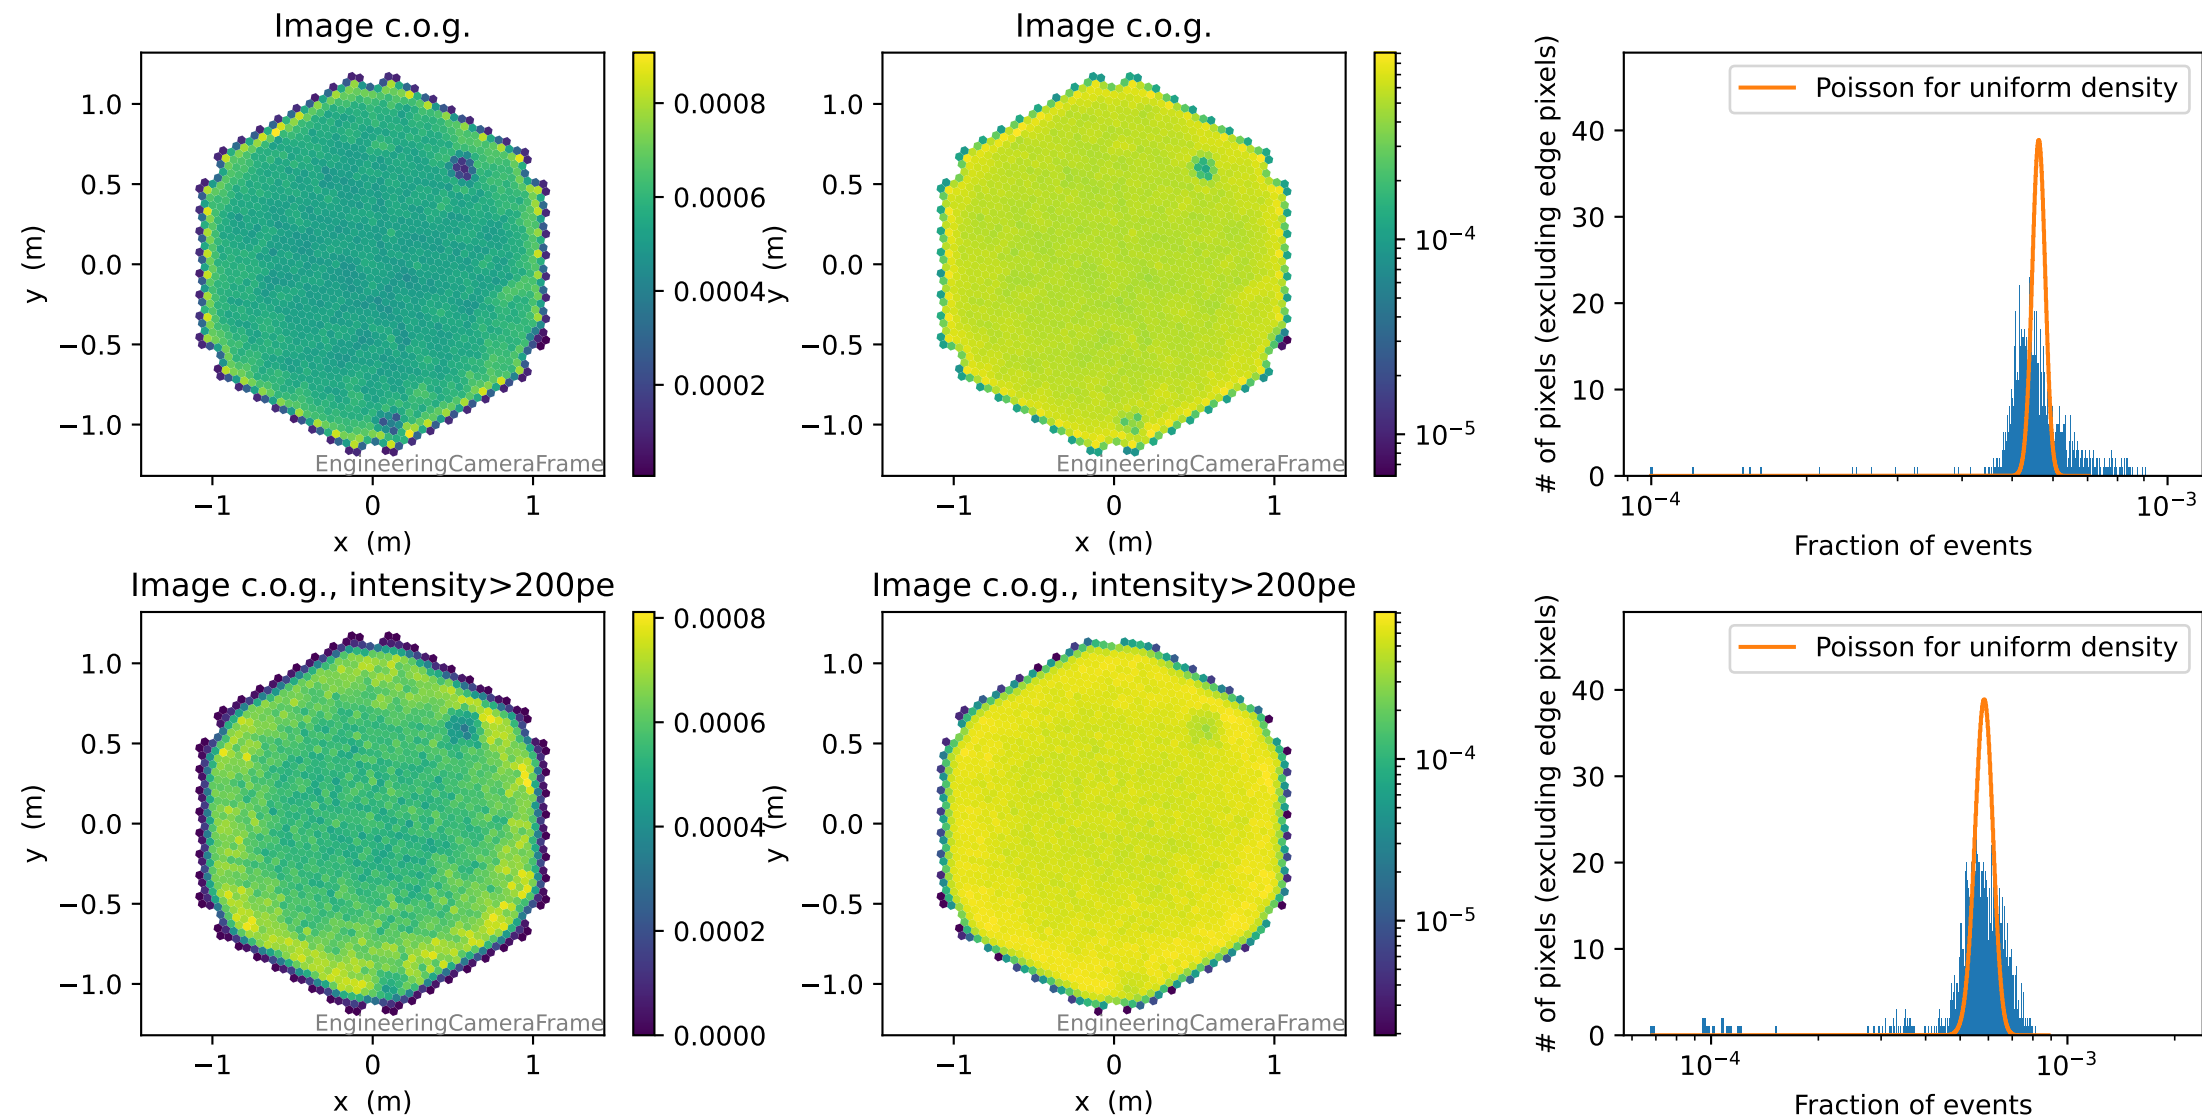 Image c.o.g.
y (m)
1.0
0.5
0.0
−0.5
−1.0
−1
0
1
x (m)
EngineeringCameraFrame
0.0008
0.0006
0.0004
0.0002
Image c.o.g.
y (m)
1.0
0.5
0.0
−0.5
−1.0
−1
0
1
x (m)
EngineeringCameraFrame
10⁻⁴
10⁻⁵
# of pixels (excluding edge pixels)
40
30
20
10
0
Poisson for uniform density
10⁻⁴
10⁻³
Fraction of events
Image c.o.g., intensity>200pe
y (m)
1.0
0.5
0.0
−0.5
−1.0
−1
0
1
x (m)
EngineeringCameraFrame
0.0008
0.0006
0.0004
0.0002
0.0000
Image c.o.g., intensity>200pe
y (m)
1.0
0.5
0.0
−0.5
−1.0
−1
0
1
x (m)
EngineeringCameraFrame
10⁻⁴
10⁻⁵
# of pixels (excluding edge pixels)
40
30
20
10
0
Poisson for uniform density
10⁻⁴
10⁻³
Fraction of events